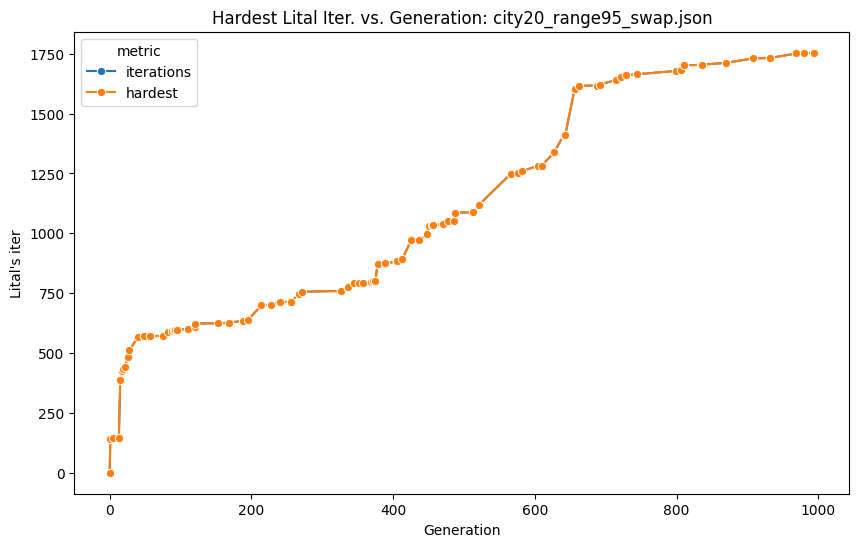 Hardest Lital Iter. vs. Generation: city20_range95_swap.json
metric
iterations
hardest
Lital's iter
1750
1500
1250
1000
750
500
250
0
0 200 400 600 800 1000
Generation